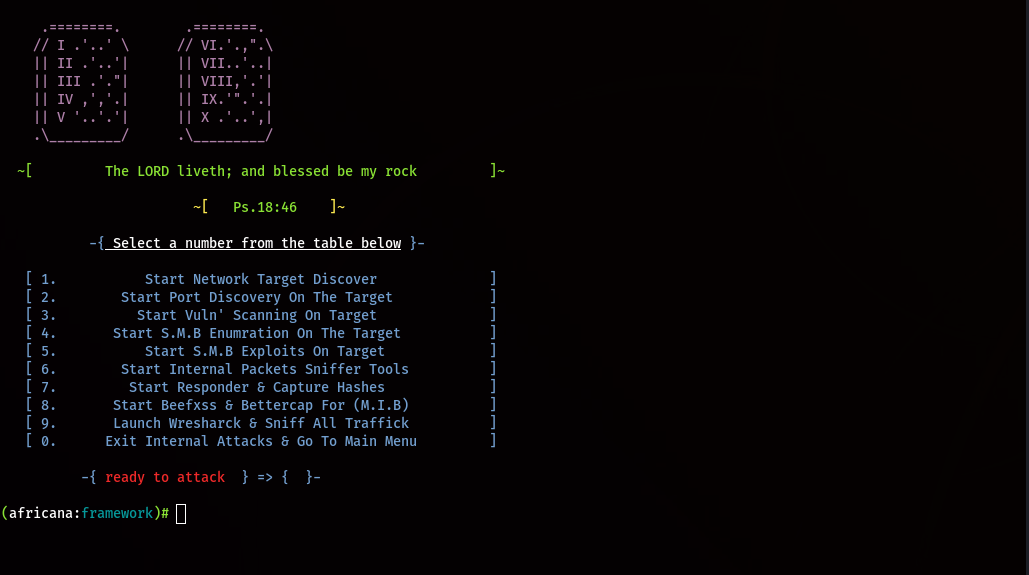 .========.        .========.
// I .'..' \      // VI.'.,".\
|| II .'..'|      || VII..'..|
|| III .'."|      || VIII,'.'|
|| IV ,','.|      || IX.'".'.|
|| V '..'.'|      || X .'..',|
.\_________/      .\_________/
~[         The LORD liveth; and blessed be my rock         ]~
~[   Ps.18:46    ]~
-{ Select a number from the table below }-
[ 1.           Start Network Target Discover              ]
[ 2.        Start Port Discovery On The Target            ]
[ 3.          Start Vuln' Scanning On Target              ]
[ 4.       Start S.M.B Enumration On The Target           ]
[ 5.           Start S.M.B Exploits On Target             ]
[ 6.        Start Internal Packets Sniffer Tools          ]
[ 7.         Start Responder & Capture Hashes             ]
[ 8.       Start Beefxss & Bettercap For (M.I.B)          ]
[ 9.       Launch Wresharck & Sniff All Traffick          ]
[ 0.      Exit Internal Attacks & Go To Main Menu         ]
-{ ready to attack  } => {  }-
(africana:framework)#